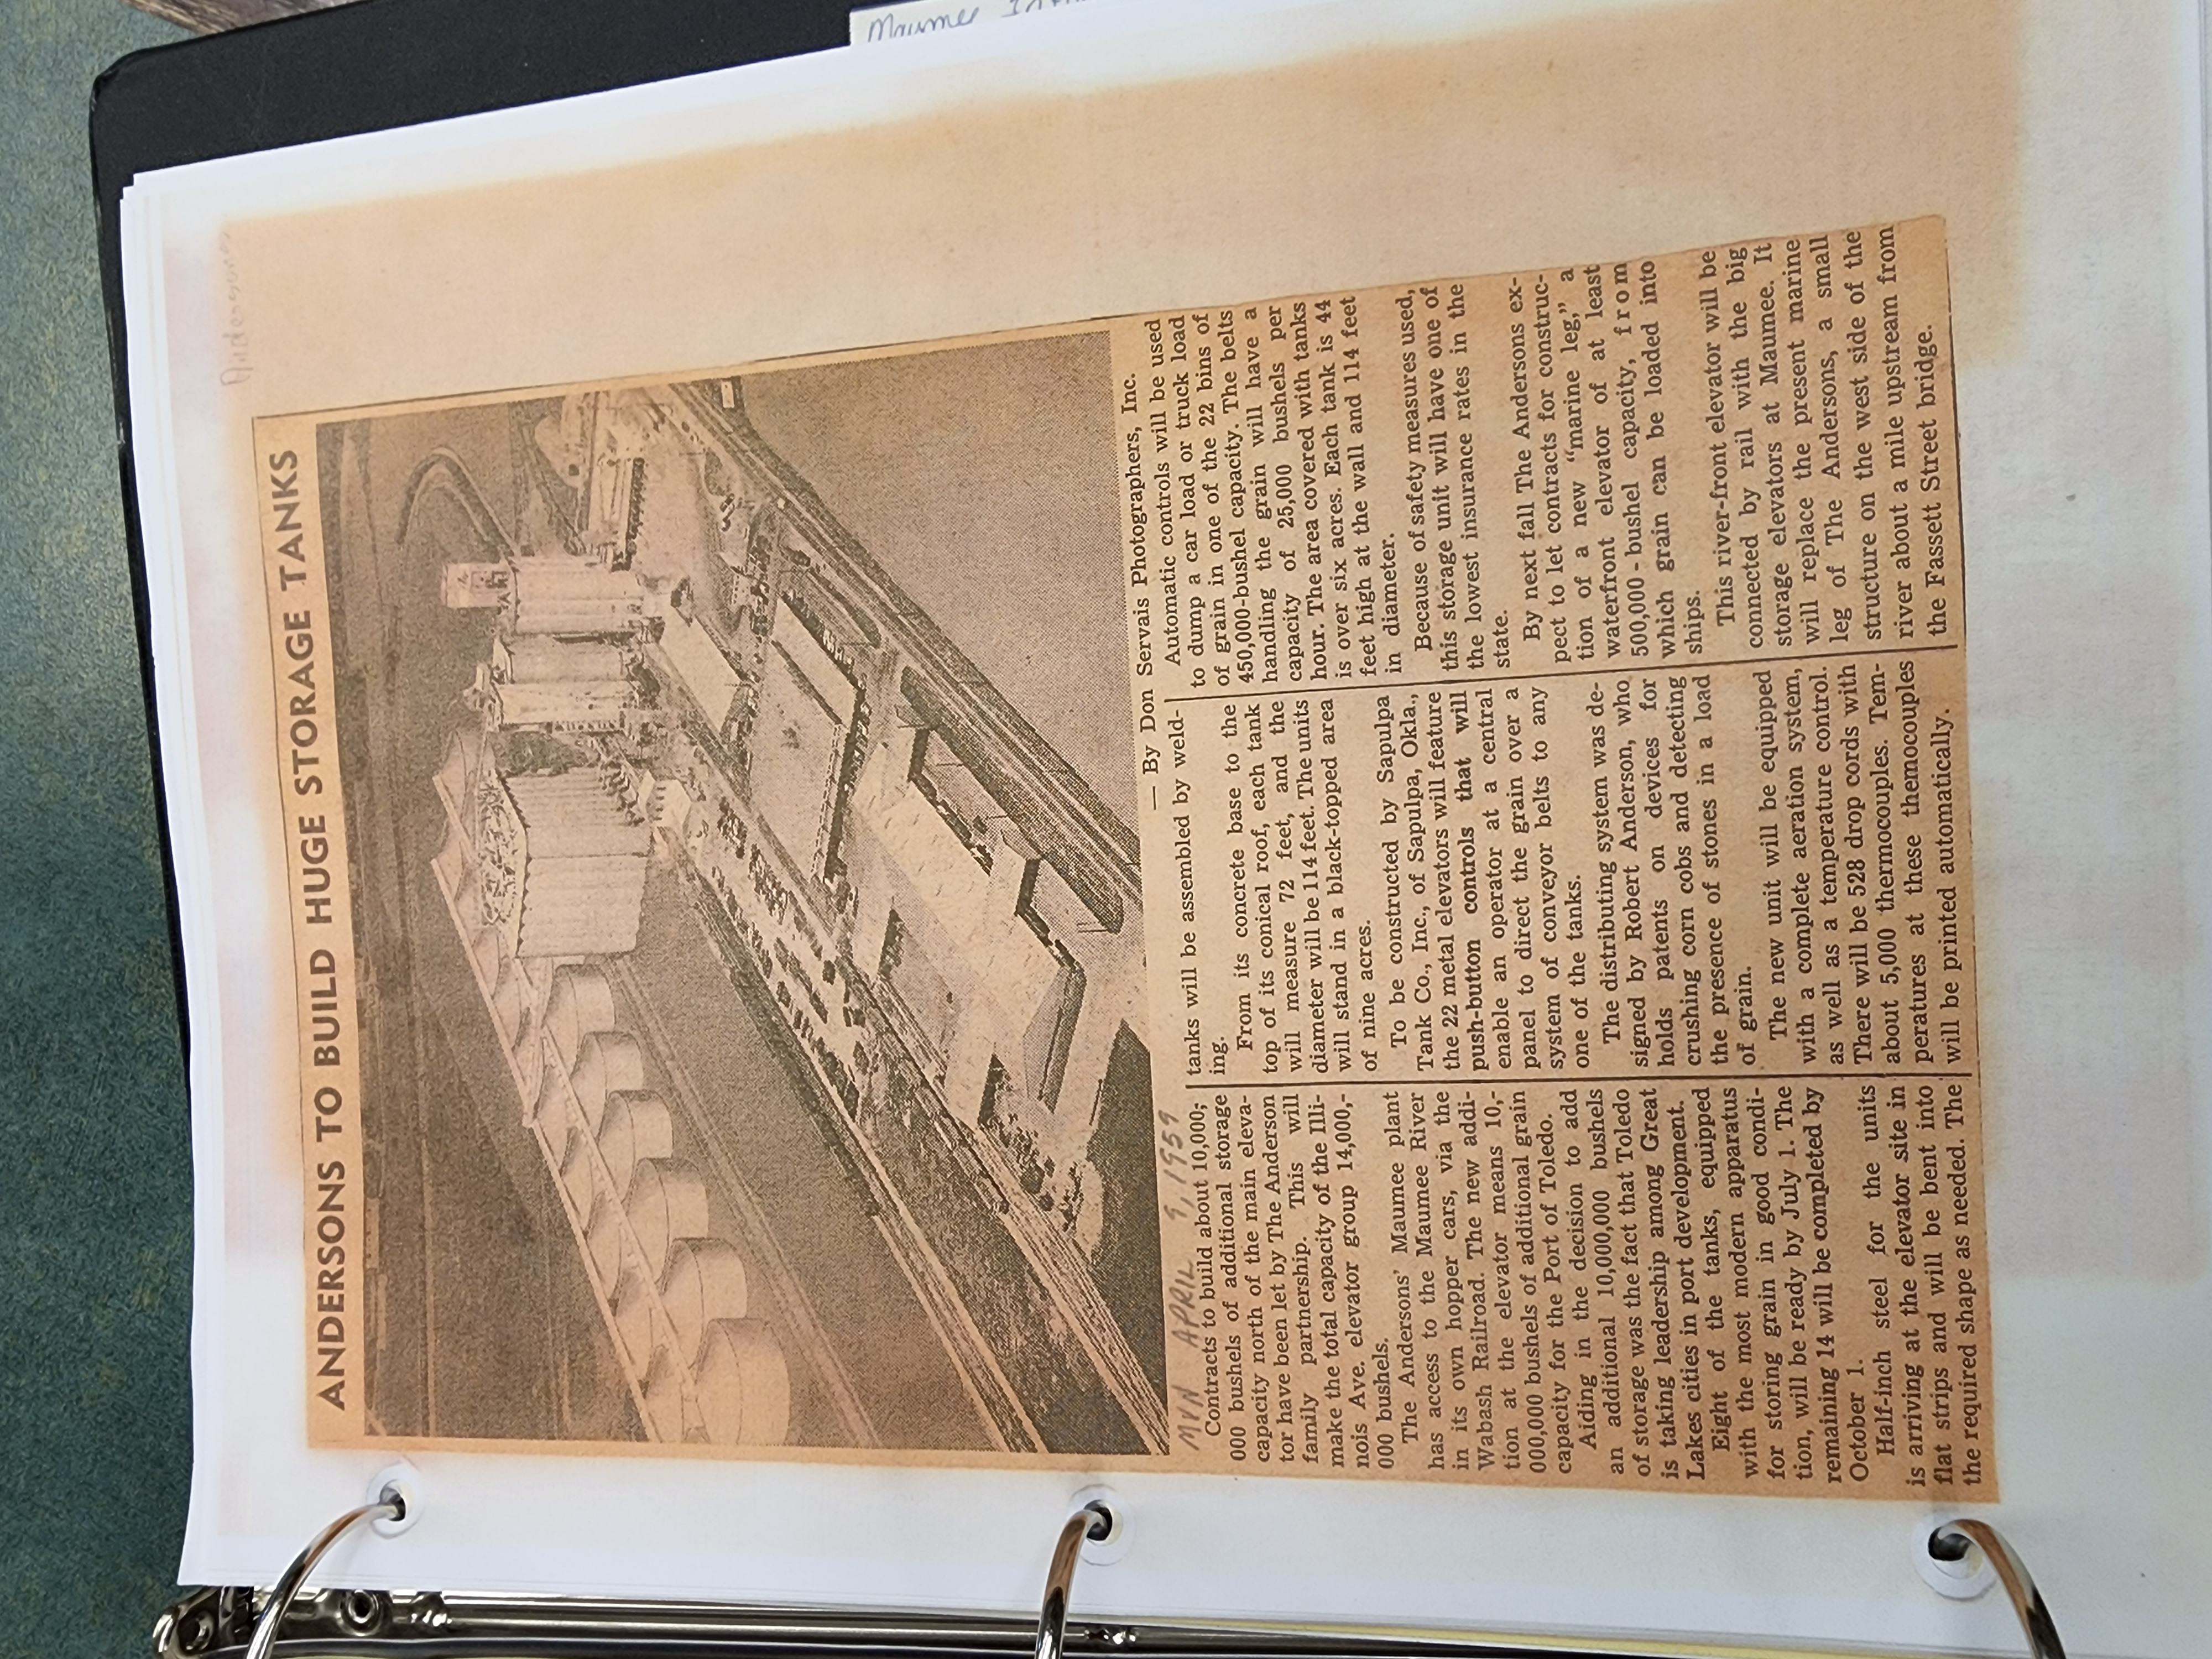 Maumee
Andersons
ANDERSONS TO BUILD HUGE STORAGE TANKS
— By Don Servais Photographers, Inc.
MVN APRIL 9, 1959
Contracts to build about 10,000,-
000 bushels of additional storage
capacity north of the main eleva-
tor have been let by The Anderson
family partnership. This will
make the total capacity of the Illi-
nois Ave. elevator group 14,000,-
000 bushels.
The Andersons' Maumee plant
has access to the Maumee River
in its own hopper cars, via the
Wabash Railroad. The new addi-
tion at the elevator means 10,-
000,000 bushels of additional grain
capacity for the Port of Toledo.
Aiding in the decision to add
an additional 10,000,000 bushels
of storage was the fact that Toledo
is taking leadership among Great
Lakes cities in port development.
Eight of the tanks, equipped
with the most modern apparatus
for storing grain in good condi-
tion, will be ready by July 1. The
remaining 14 will be completed by
October 1.
Half-inch steel for the units
is arriving at the elevator site in
flat strips and will be bent into
the required shape as needed. The
tanks will be assembled by weld-
ing.
From its concrete base to the
top of its conical roof, each tank
will measure 72 feet, and the
diameter will be 114 feet. The units
will stand in a black-topped area
of nine acres.
To be constructed by Sapulpa
Tank Co., Inc., of Sapulpa, Okla.,
the 22 metal elevators will feature
push-button controls that will
enable an operator at a central
panel to direct the grain over a
system of conveyor belts to any
one of the tanks.
The distributing system was de-
signed by Robert Anderson, who
holds patents on devices for
crushing corn cobs and detecting
the presence of stones in a load
of grain.
The new unit will be equipped
with a complete aeration system,
as well as a temperature control.
There will be 528 drop cords with
about 5,000 thermocouples. Tem-
peratures at these themocouples
will be printed automatically.
Automatic controls will be used
to dump a car load or truck load
of grain in one of the 22 bins of
450,000-bushel capacity. The belts
handling the grain will have a
capacity of 25,000 bushels per
hour. The area covered with tanks
is over six acres. Each tank is 44
feet high at the wall and 114 feet
in diameter.
Because of safety measures used,
this storage unit will have one of
the lowest insurance rates in the
state.
By next fall The Andersons ex-
pect to let contracts for construc-
tion of a new "marine leg," a
waterfront elevator of at least
500,000 - bushel capacity, from
which grain can be loaded into
ships.
This river-front elevator will be
connected by rail with the big
storage elevators at Maumee. It
will replace the present marine
leg of The Andersons, a small
structure on the west side of the
river about a mile upstream from
the Fassett Street bridge.